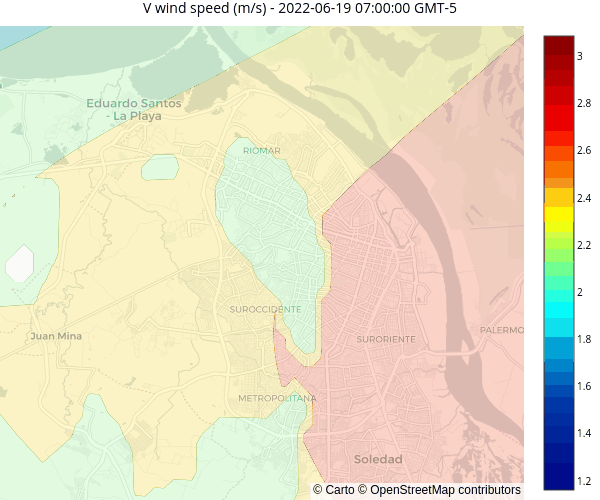 V wind speed (m/s) - 2022-06-19 07:00:00 GMT-5
3
2.8
2.6
2.4
2.2
2
1.8
1.6
1.4
1.2
Eduardo Santos
- La Playa
RIOMAR
SUROCCIDENTE
Juan Mina
SURORIENTE
PALERMO
METROPOLITANA
Soledad
© Carto © OpenStreetMap contributors